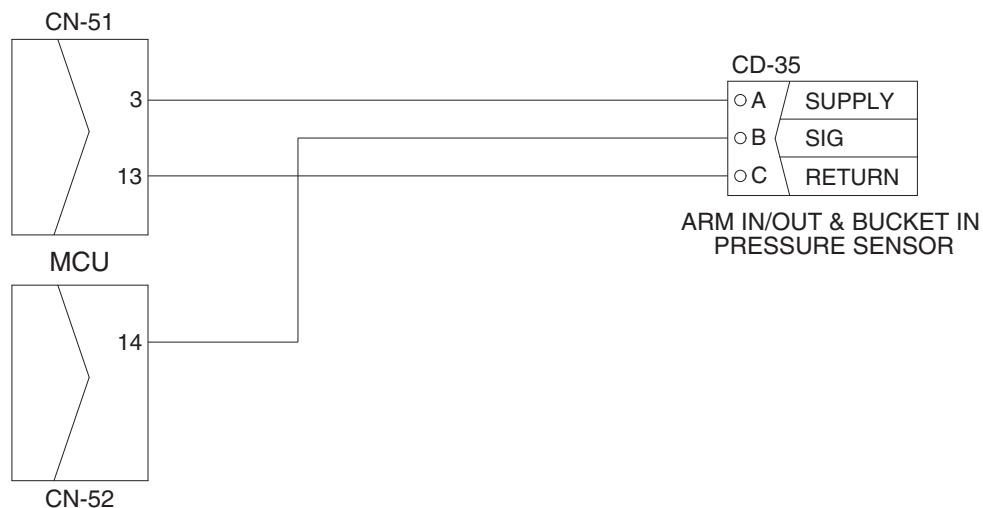 CN-51
3
13
MCU
14
CN-52
CD-35
A SUPPLY
B SIG
C RETURN
ARM IN/OUT & BUCKET IN
PRESSURE SENSOR